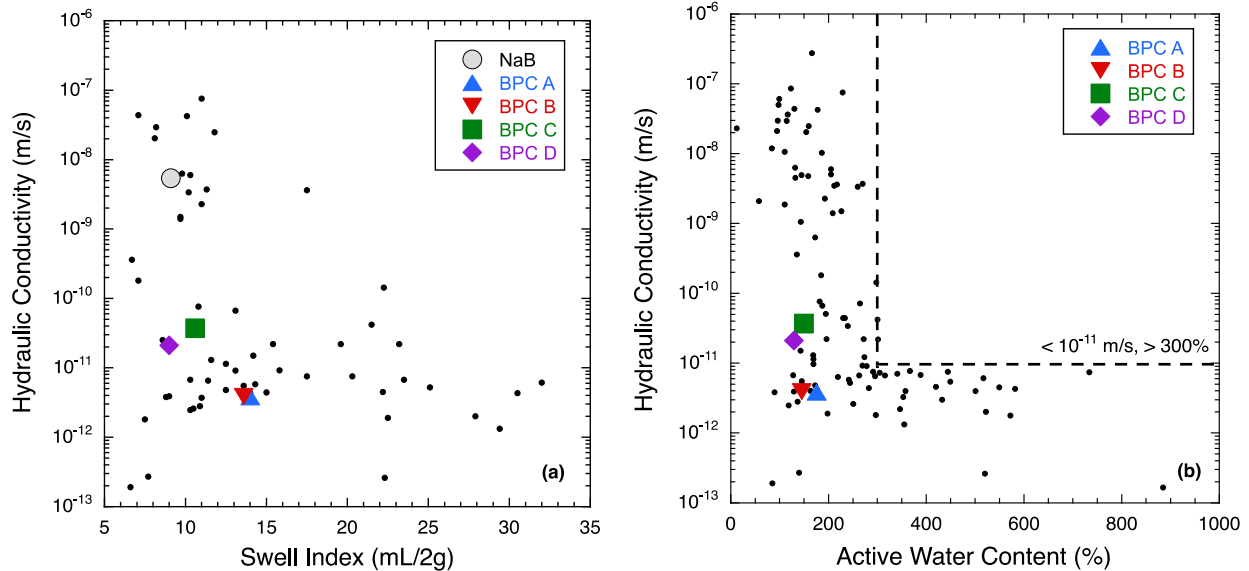 10⁻⁶
10⁻⁷
10⁻⁸
10⁻⁹
10⁻¹⁰
10⁻¹¹
10⁻¹²
10⁻¹³
Hydraulic Conductivity (m/s)
NaB
BPC A
BPC B
BPC C
BPC D
(a)
5 10 15 20 25 30 35
Swell Index (mL/2g)
10⁻⁶
10⁻⁷
10⁻⁸
10⁻⁹
10⁻¹⁰
10⁻¹¹
10⁻¹²
10⁻¹³
Hydraulic Conductivity (m/s)
BPC A
BPC B
BPC C
BPC D
< 10⁻¹¹ m/s, > 300%
(b)
0 200 400 600 800 1000
Active Water Content (%)